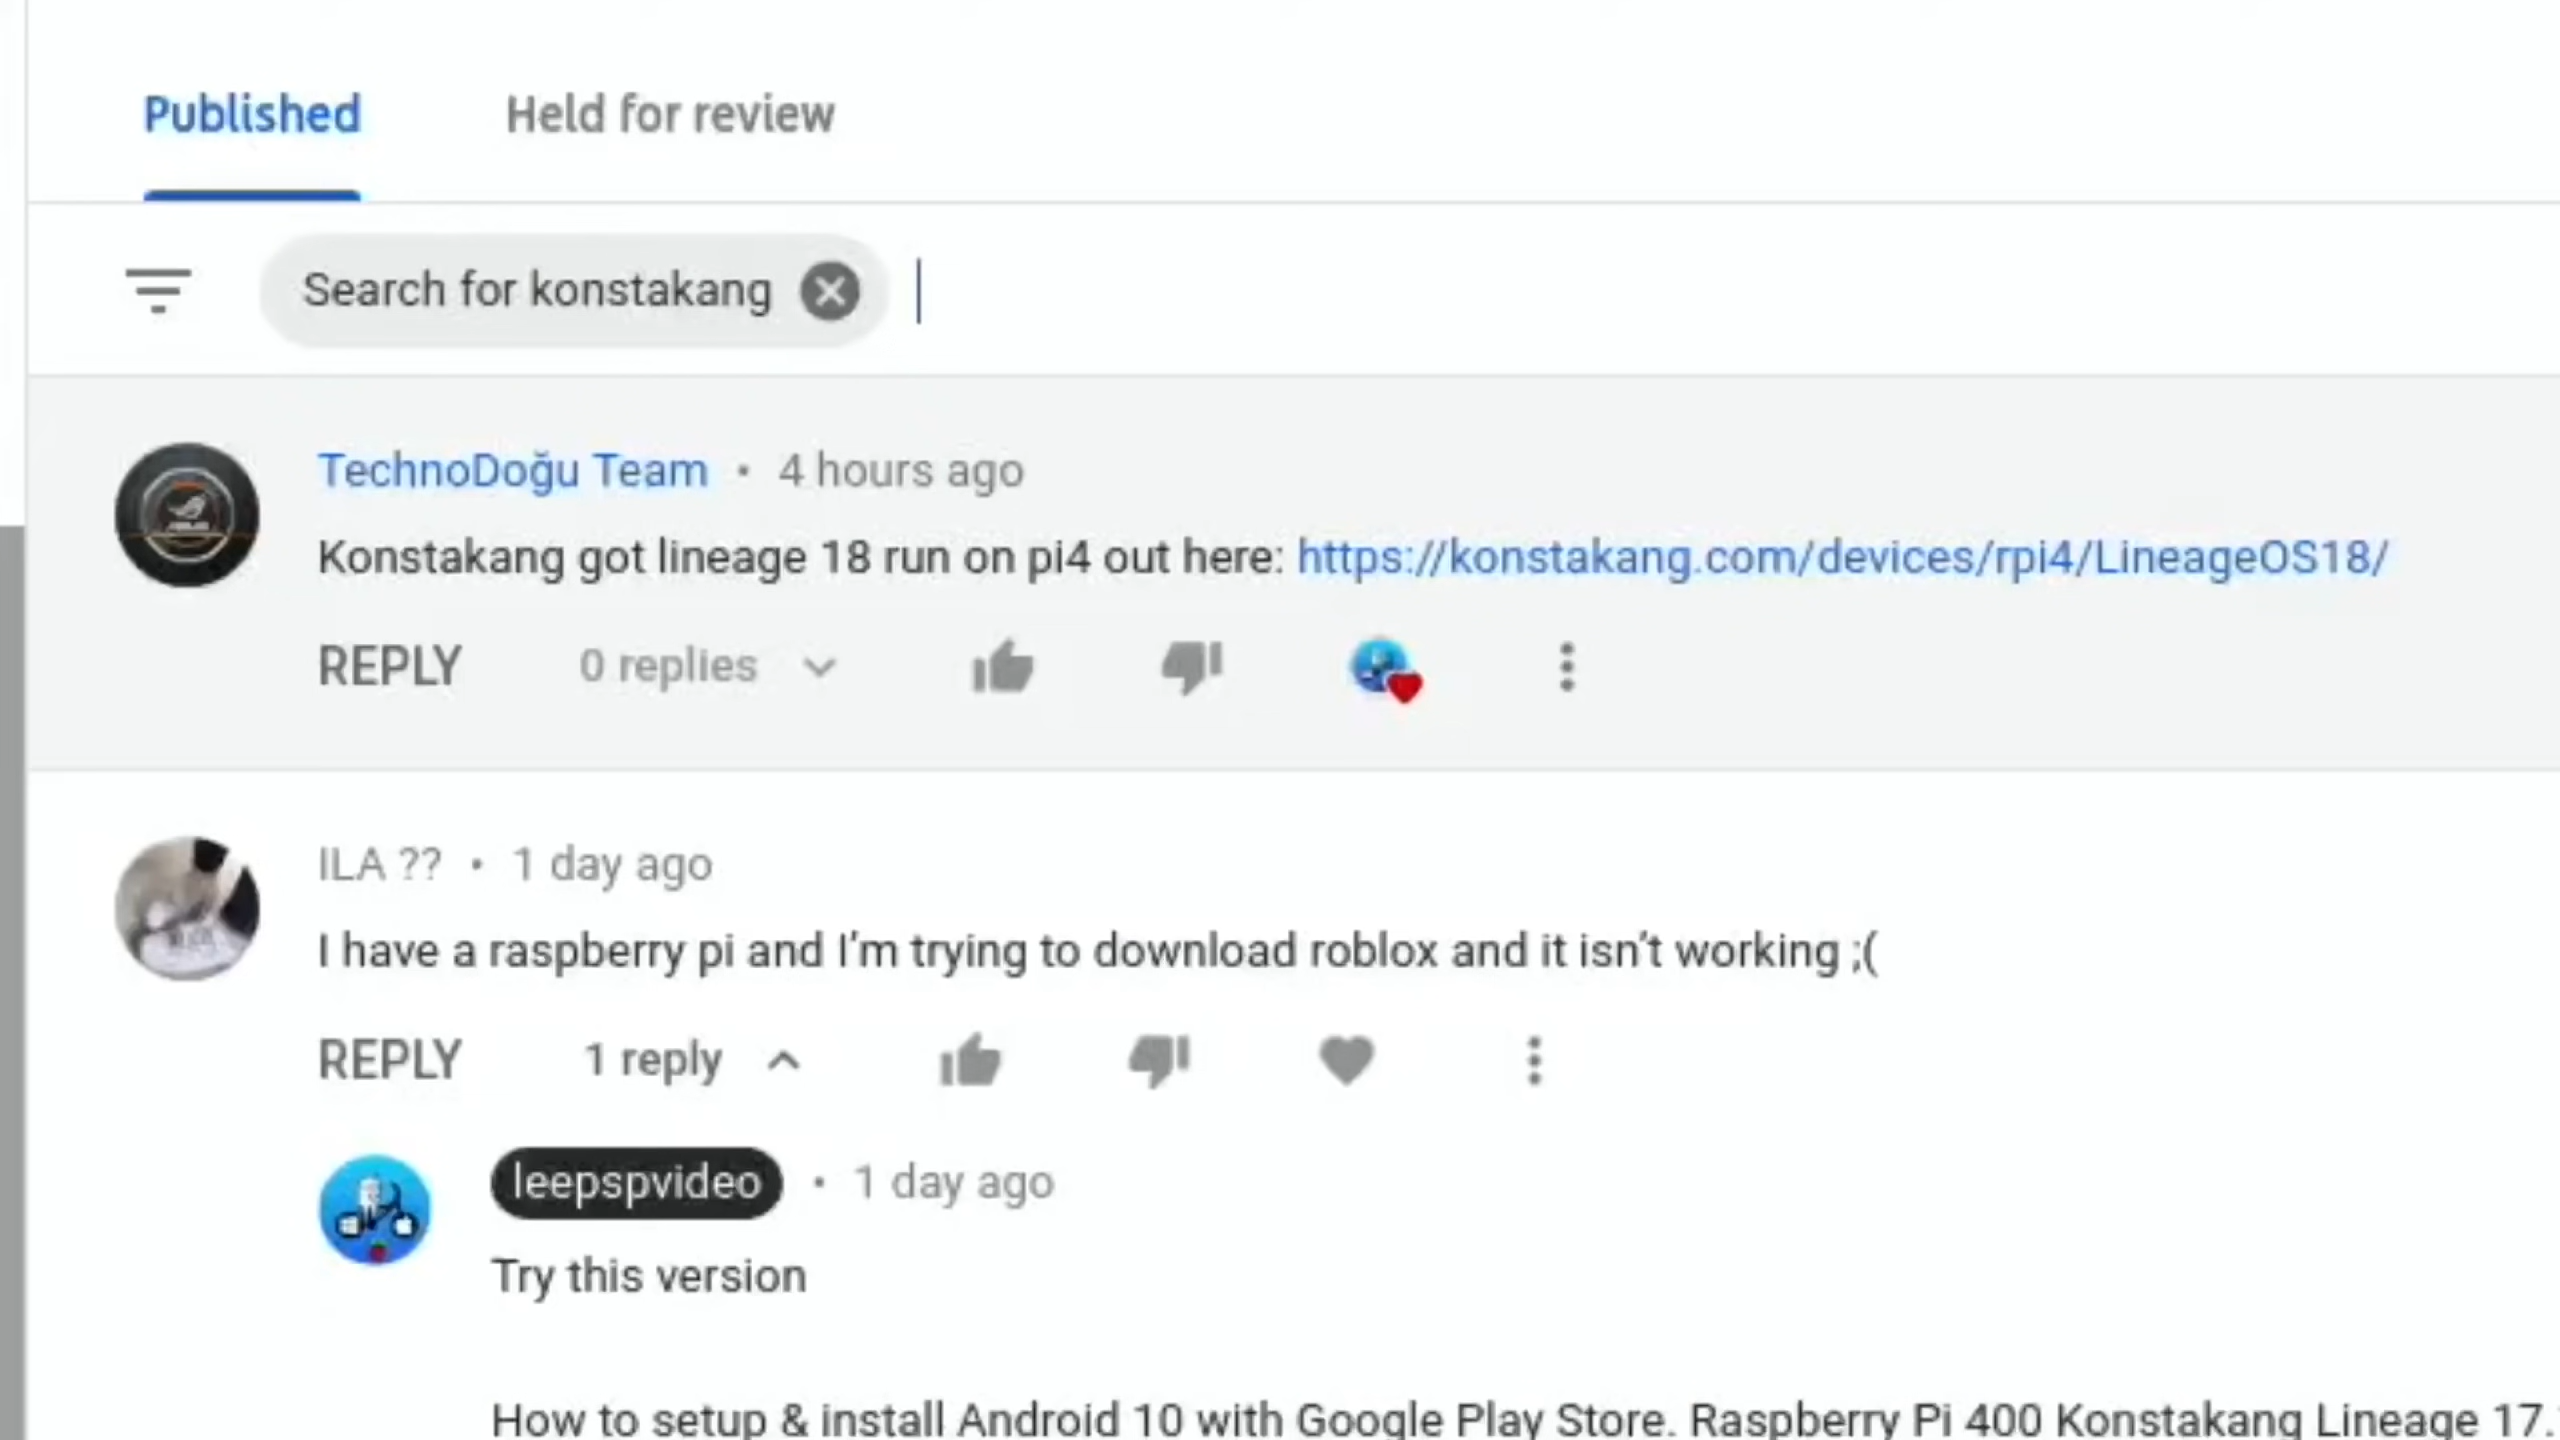 Published Held for review
Search for konstakang
TechnoDoğu Team • 4 hours ago
Konstakang got lineage 18 run on pi4 out here: https://konstakang.com/devices/rpi4/LineageOS18/
REPLY 0 replies
ILA ?? • 1 day ago
I have a raspberry pi and I'm trying to download roblox and it isn't working ;(
REPLY 1 reply
leepspvideo • 1 day ago
Try this version
How to setup & install Android 10 with Google Play Store. Raspberry Pi 400 Konstakang Lineage 17.